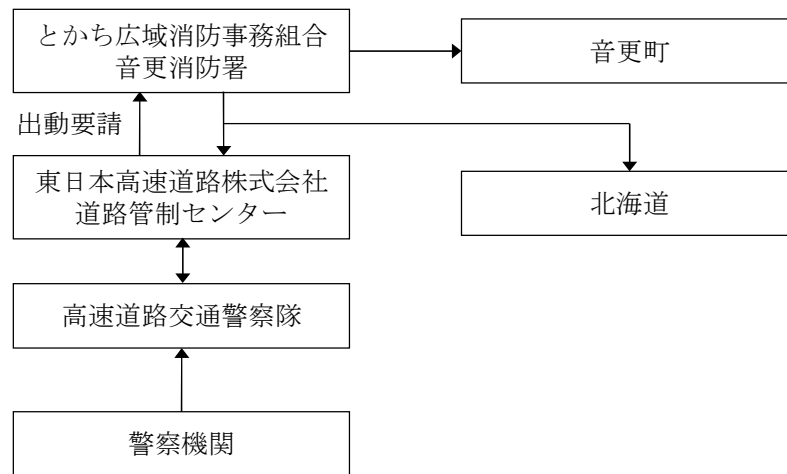 とかち広域消防事務組合
音更消防署
音更町
出動要請
東日本高速道路株式会社
道路管制センター
北海道
高速道路交通警察隊
警察機関